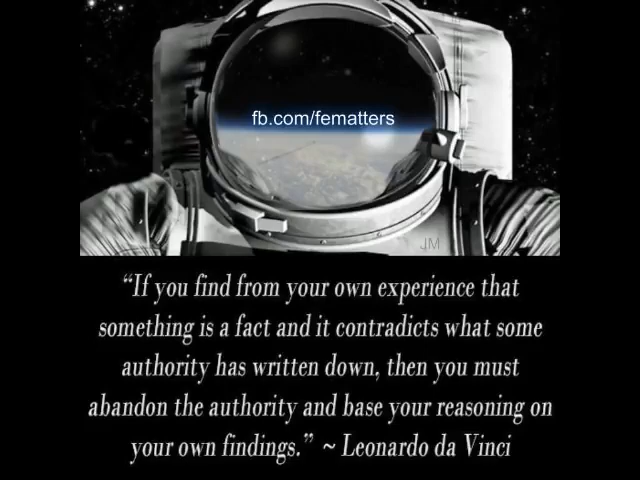 fb.com/fematters
JM
“If you find from your own experience that
something is a fact and it contradicts what some
authority has written down, then you must
abandon the authority and base your reasoning on
your own findings.” ~ Leonardo da Vinci